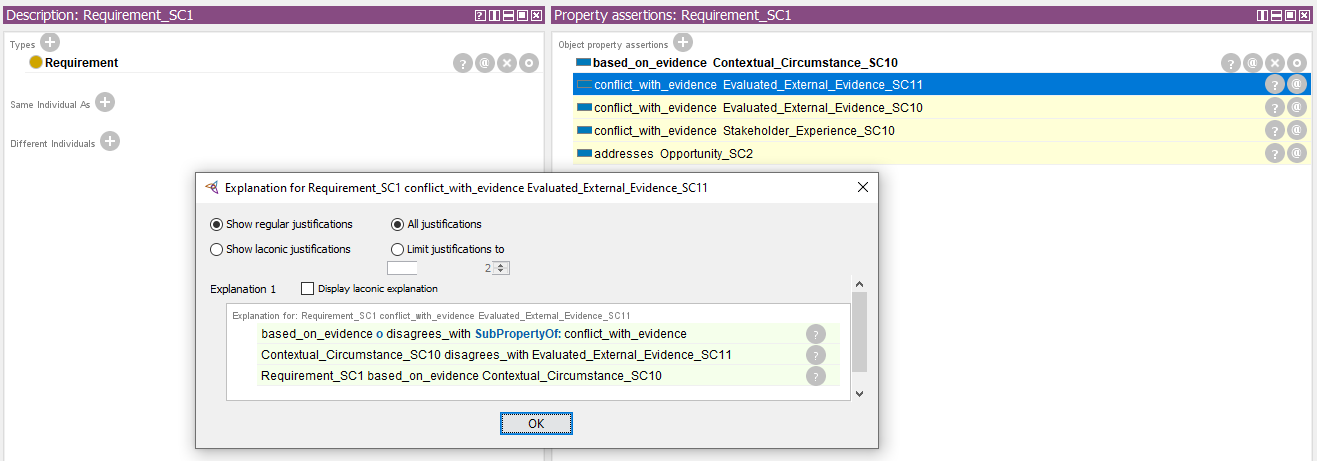 Description: Requirement_SC1
Types
Requirement
Same Individual As
Different Individuals
Property assertions: Requirement_SC1
Object property assertions
based_on_evidence Contextual_Circumstance_SC10
conflict_with_evidence Evaluated_External_Evidence_SC11
conflict_with_evidence Evaluated_External_Evidence_SC10
conflict_with_evidence Stakeholder_Experience_SC10
addresses Opportunity_SC2
Explanation for Requirement_SC1 conflict_with_evidence Evaluated_External_Evidence_SC11
Show regular justifications All justifications
Show laconic justifications Limit justifications to
2
Explanation 1 Display laconic explanation
Explanation for: Requirement_SC1 conflict_with_evidence Evaluated_External_Evidence_SC11
based_on_evidence o disagrees_with SubPropertyOf: conflict_with_evidence
Contextual_Circumstance_SC10 disagrees_with Evaluated_External_Evidence_SC11
Requirement_SC1 based_on_evidence Contextual_Circumstance_SC10
OK